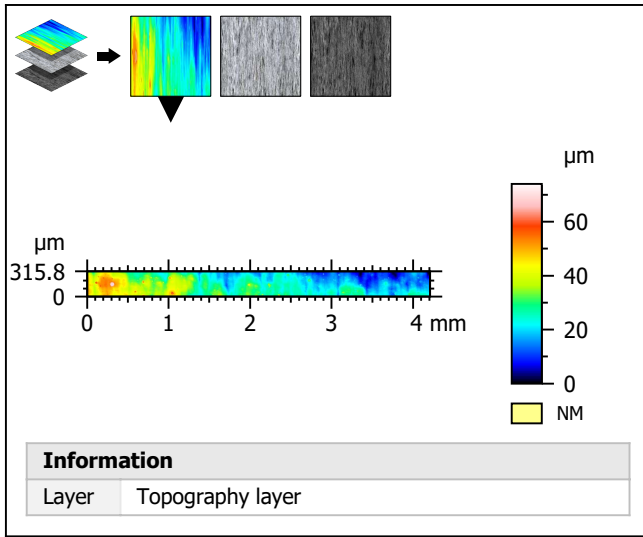 µm
60
40
20
0
NM
µm
315.8
0
0 1 2 3 4 mm
Information
Layer Topography layer